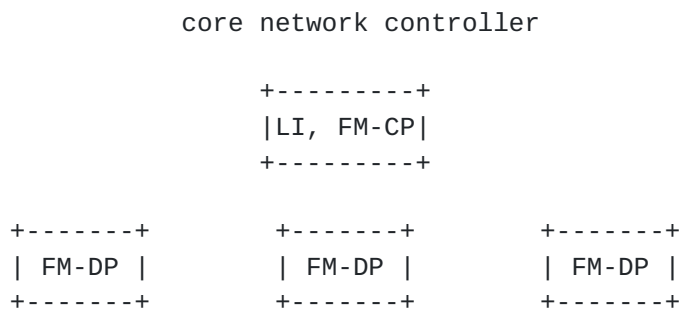 core network controller
+---------+
|LI, FM-CP|
+---------+
+-------+ +-------+ +-------+
| FM-DP | | FM-DP | | FM-DP |
+-------+ +-------+ +-------+